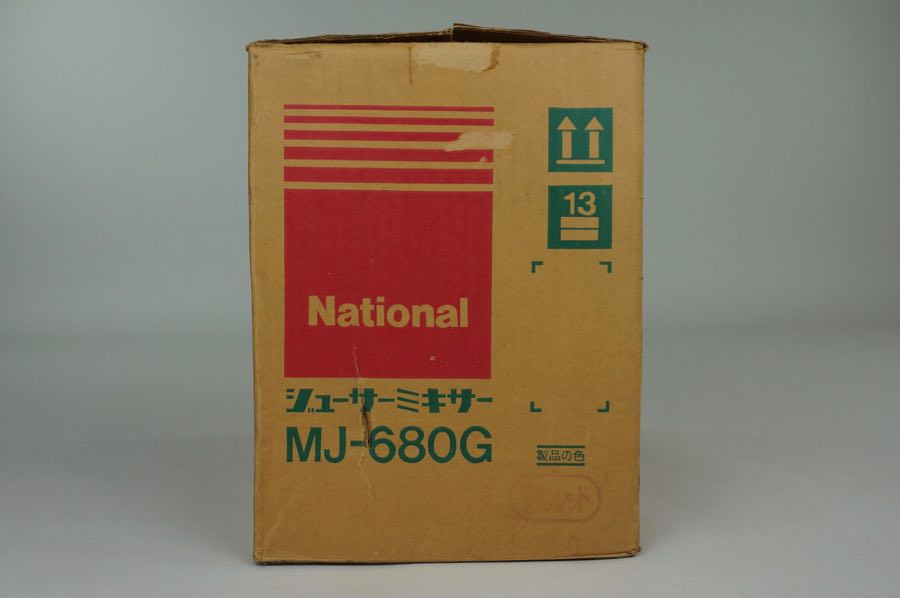 National
ジューサーミキサー
MJ-680G
13
製品の色